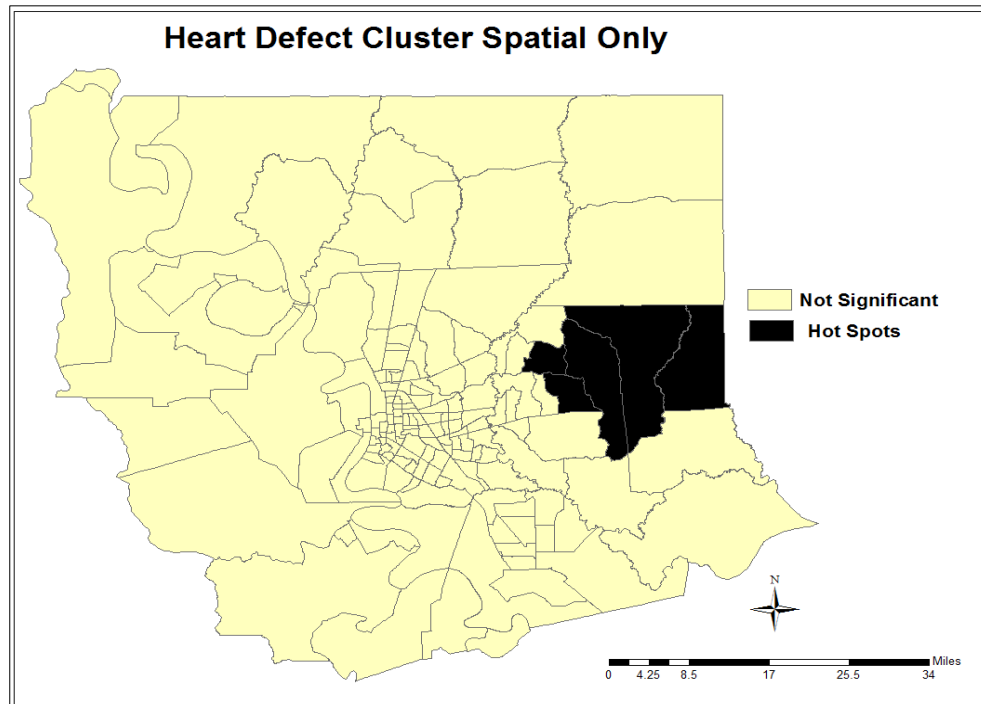 Heart Defect Cluster Spatial Only
Not Significant
Hot Spots
N
Miles
0 4.25 8.5 17 25.5 34